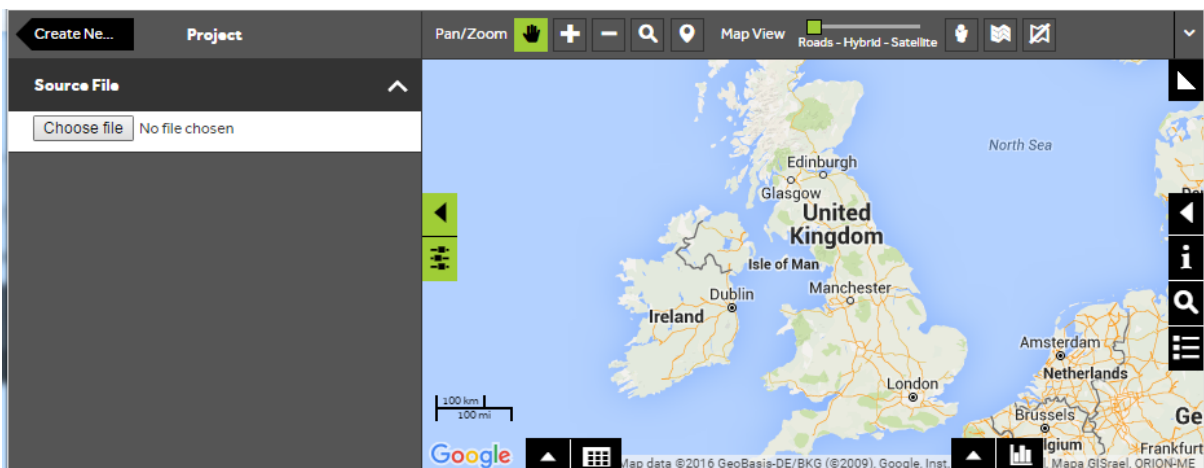 Create Ne...
Project
Pan/Zoom
Map View
Roads - Hybrid - Satellite
Source File
Choose file No file chosen
North Sea
Edinburgh
Glasgow
United
Kingdom
Isle of Man
Manchester
Dublin
Ireland
Amsterdam
Netherlands
London
Brussels
Ge
lgium
Frankfurt
100 km
100 mi
Google
Map data ©2016 GeoBasis-DE/BKG (©2009), Google, Inst.
Mapa GISrael, ORION-ME